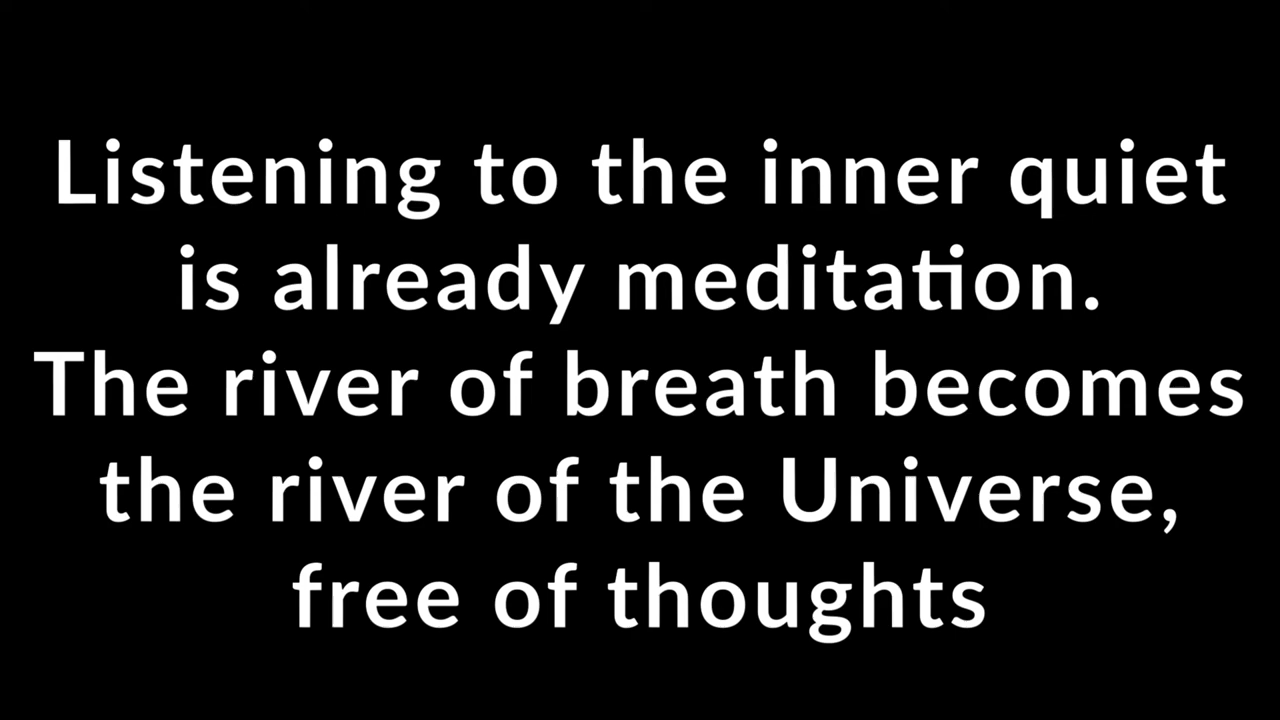 Listening to the inner quiet
is already meditation.
The river of breath becomes
the river of the Universe,
free of thoughts